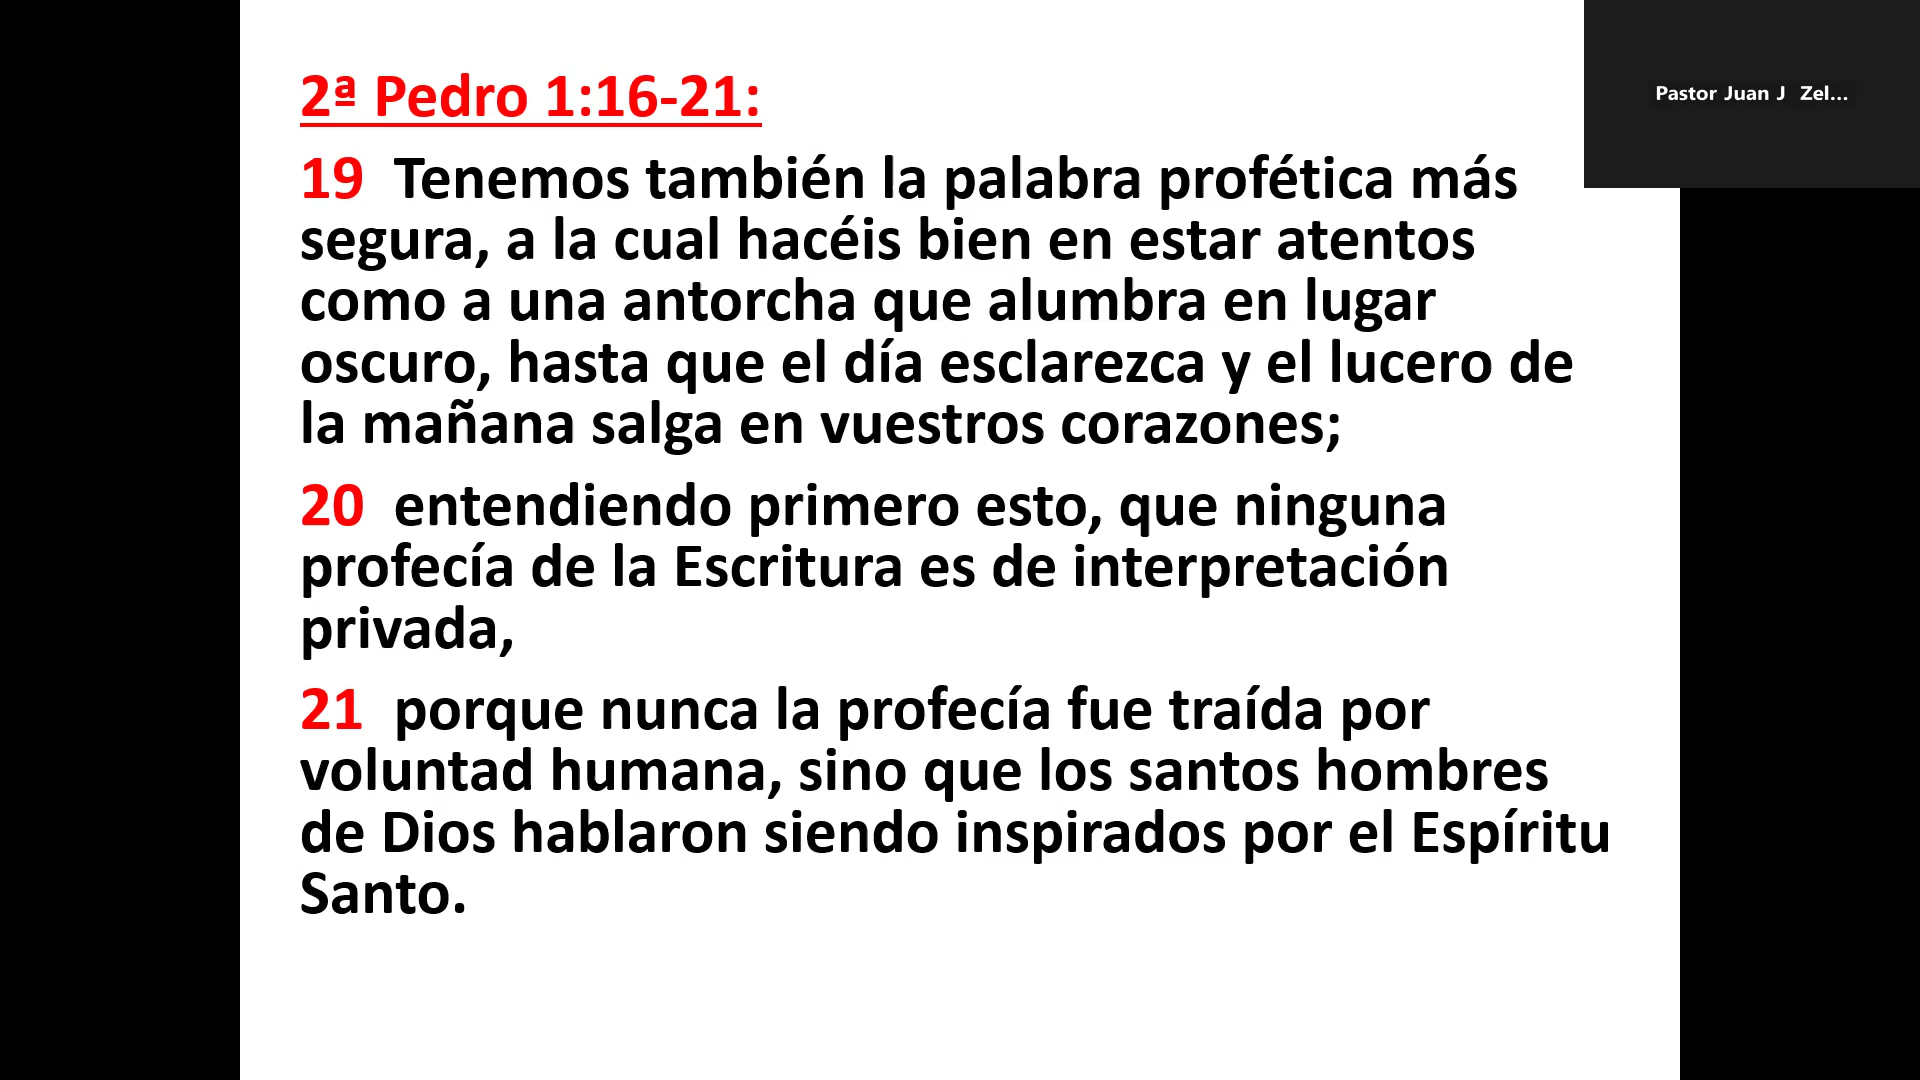 2ª Pedro 1:16-21:
Pastor Juan J Zel...
19 Tenemos también la palabra profética más
segura, a la cual hacéis bien en estar atentos
como a una antorcha que alumbra en lugar
oscuro, hasta que el día esclarezca y el lucero de
la mañana salga en vuestros corazones;
20 entendiendo primero esto, que ninguna
profecía de la Escritura es de interpretación
privada,
21 porque nunca la profecía fue traída por
voluntad humana, sino que los santos hombres
de Dios hablaron siendo inspirados por el Espíritu
Santo.